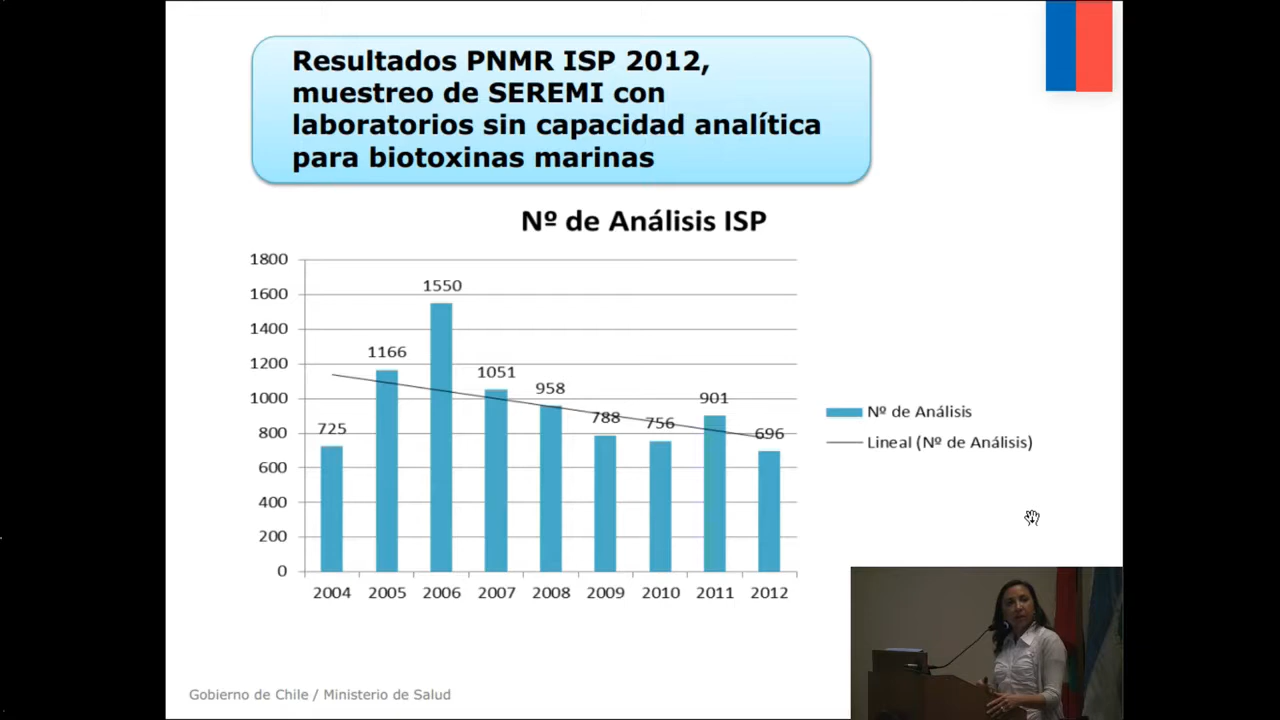 Resultados PNMR ISP 2012,
muestreo de SEREMI con
laboratorios sin capacidad analítica
para biotoxinas marinas
Nº de Análisis ISP
1800
1600
1400
1200
1000
800
600
400
200
0
725
1166
1550
1051
958
788
756
901
696
2004 2005 2006 2007 2008 2009 2010 2011 2012
Nº de Análisis
Lineal (Nº de Análisis)
Gobierno de Chile / Ministerio de Salud